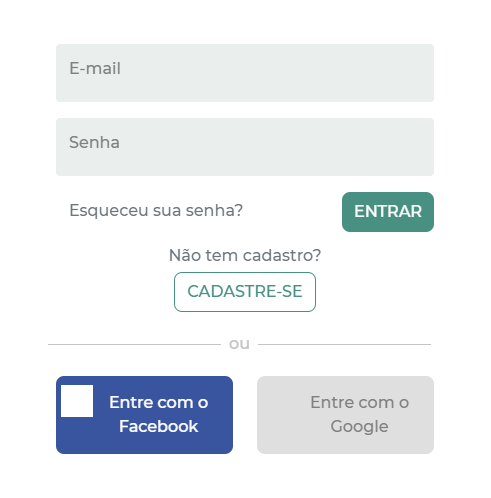 E-mail
Senha
Esqueceu sua senha?
ENTRAR
Não tem cadastro?
CADASTRE-SE
ou
Entre com o
Facebook
Entre com o
Google